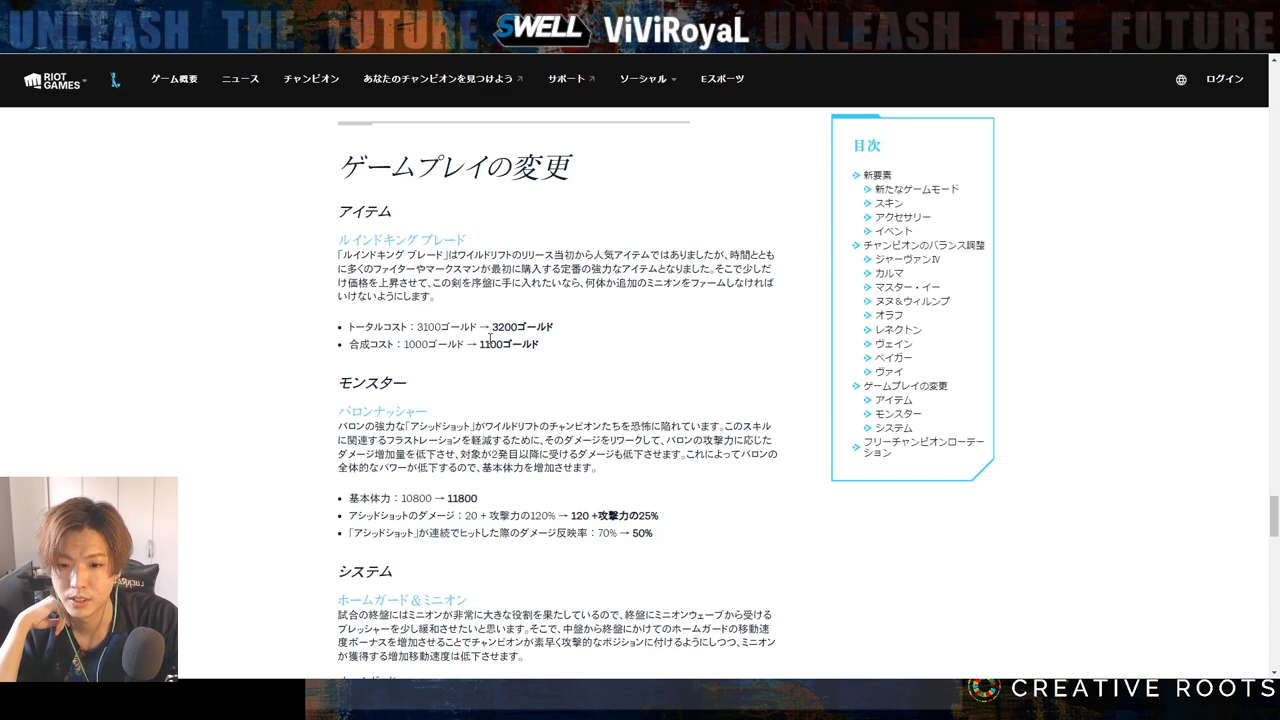 UNLEASH THE FUTURE SWELL ViViRoyaL UNLEASH THE FUTURE
RIOT GAMES ゲーム概要 ニュース チャンピオン あなたのチャンピオンを見つけよう サポート ソーシャル Eスポーツ ログイン
ゲームプレイの変更
アイテム
ルインドキング ブレード
「ルインドキング ブレード」はワイルドリフトのリリース当初から人気アイテムではありましたが、時間ととも
に多くのファイターやマークスマンが最初に購入する定番の強力なアイテムとなりました。そこで少しだ
け価格を上昇させて、この剣を序盤に手に入れたいなら、何体か追加のミニオンをファームしなければ
いけないようにします。
• トータルコスト：3100ゴールド → 3200ゴールド
• 合成コスト：1000ゴールド → 1100ゴールド
モンスター
バロンナッシャー
バロンの強力な「アシッドショット」がワイルドリフトのチャンピオンたちを恐怖に陥れています。このスキル
に関連するフラストレーションを軽減するために、そのダメージをリワークして、バロンの攻撃力に応じた
ダメージ増加量を低下させ、対象が2発目以降に受けるダメージも低下させます。これによってバロンの
全体的なパワーが低下するので、基本体力を増加させます。
• 基本体力：10800 → 11800
• アシッドショットのダメージ：20 + 攻撃力の120% → 120 +攻撃力の25%
• 「アシッドショット」が連続でヒットした際のダメージ反映率：70% → 50%
システム
ホームガード＆ミニオン
試合の終盤にはミニオンが非常に大きな役割を果たしているので、終盤にミニオンウェーブから受ける
プレッシャーを少し緩和させたいと思います。そこで、中盤から終盤にかけてのホームガードの移動速
度ボーナスを増加させることでチャンピオンが素早く攻撃的なポジションに付けるようにしつつ、ミニオン
が獲得する増加移動速度は低下させます。
目次
新要素
新たなゲームモード
スキン
アクセサリー
イベント
チャンピオンのバランス調整
ジャーヴァンⅣ
カルマ
マスター・イー
ヌヌ＆ウィルンプ
オラフ
レネクトン
ヴェイン
ベイガー
ヴァイ
ゲームプレイの変更
アイテム
モンスター
システム
フリーチャンピオンローテー
ション
CREATIVE ROOTS